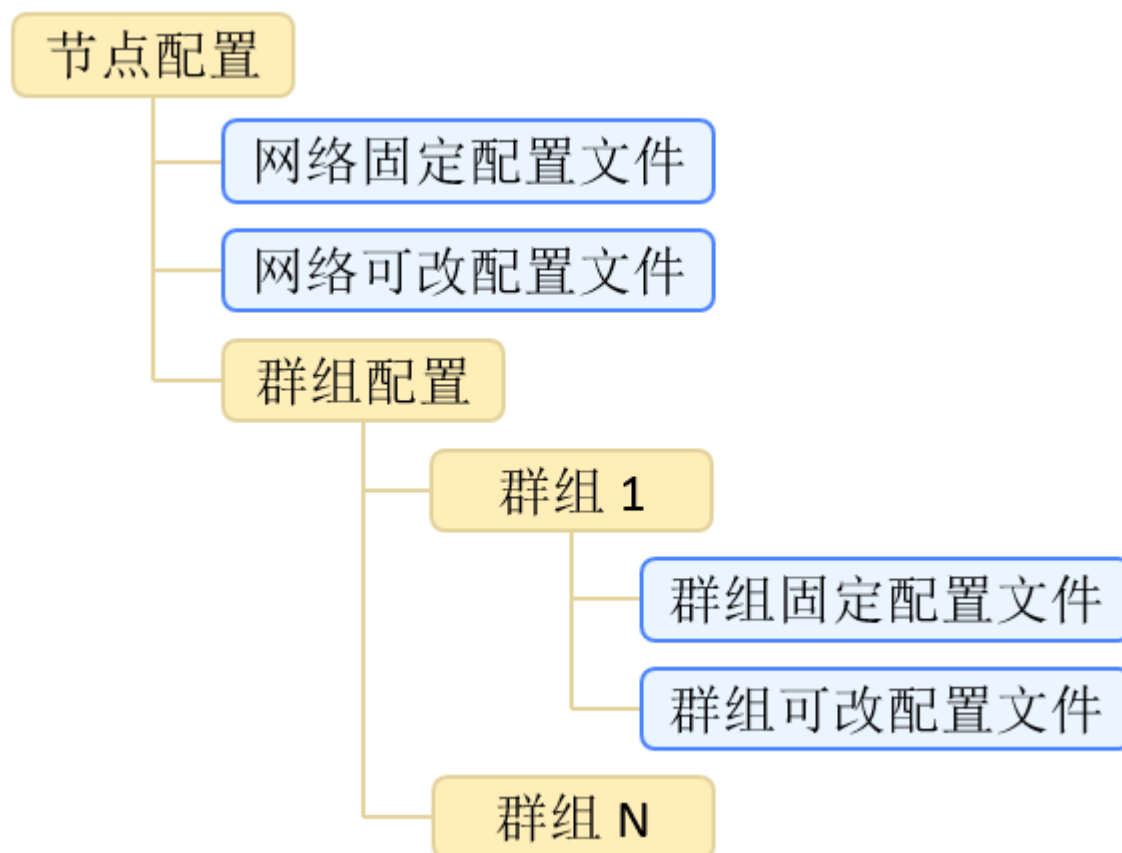 节点配置
网络固定配置文件
网络可改配置文件
群组配置
群组 1
群组固定配置文件
群组可改配置文件
群组 N